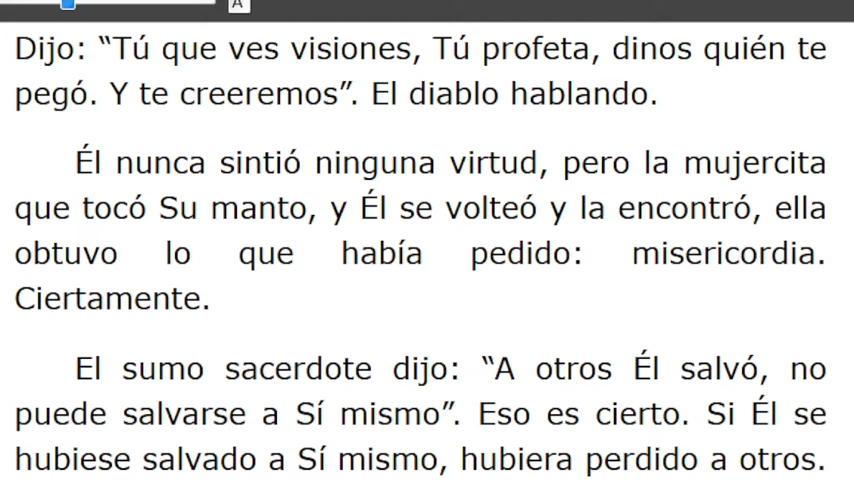 A
Dijo: “Tú que ves visiones, Tú profeta, dinos quién te
pegó. Y te creeremos”. El diablo hablando.
Él nunca sintió ninguna virtud, pero la mujercita
que tocó Su manto, y Él se volteó y la encontró, ella
obtuvo lo que había pedido: misericordia.
Ciertamente.
El sumo sacerdote dijo: “A otros Él salvó, no
puede salvarse a Sí mismo”. Eso es cierto. Si Él se
hubiese salvado a Sí mismo, hubiera perdido a otros.